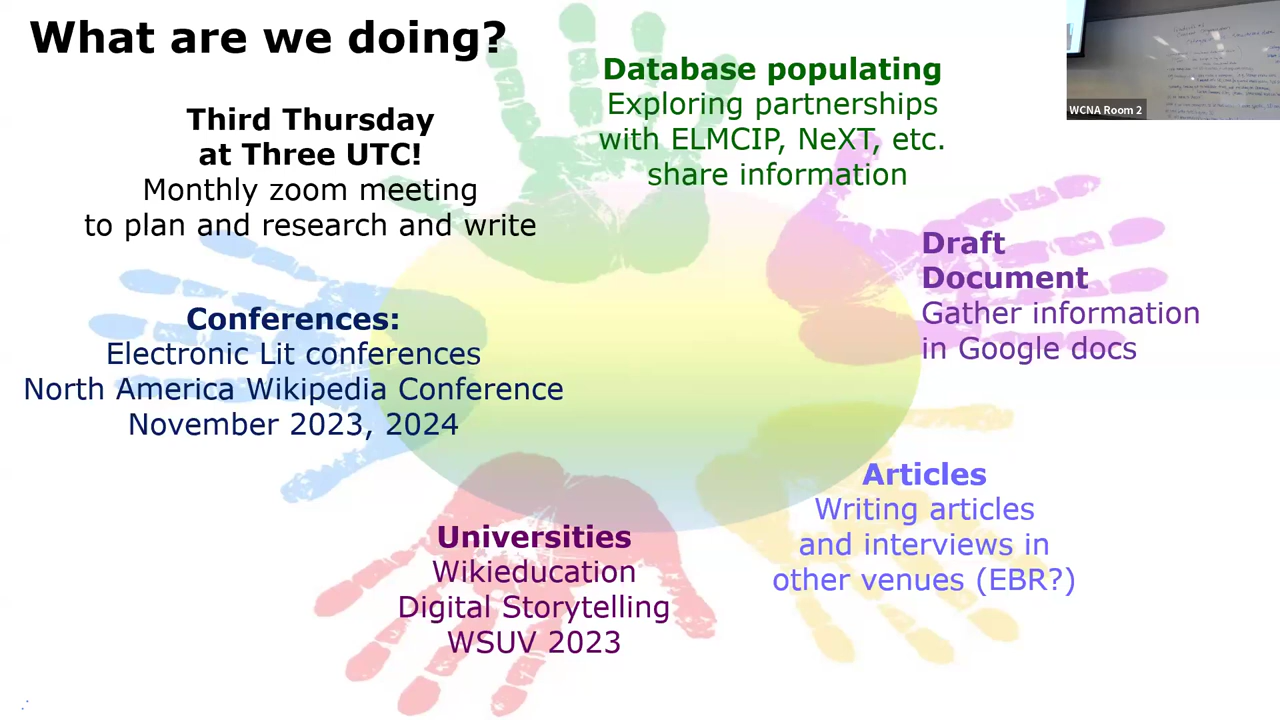 What are we doing?
Third Thursday
at Three UTC!
Monthly zoom meeting
to plan and research and write
Database populating
Exploring partnerships
with ELMCIP, NeXT, etc.
share information
WCNA Room 2
Draft
Document
Gather information
in Google docs
Conferences:
Electronic Lit conferences
North America Wikipedia Conference
November 2023, 2024
Articles
Writing articles
and interviews in
other venues (EBR?)
Universities
Wikieducation
Digital Storytelling
WSUV 2023